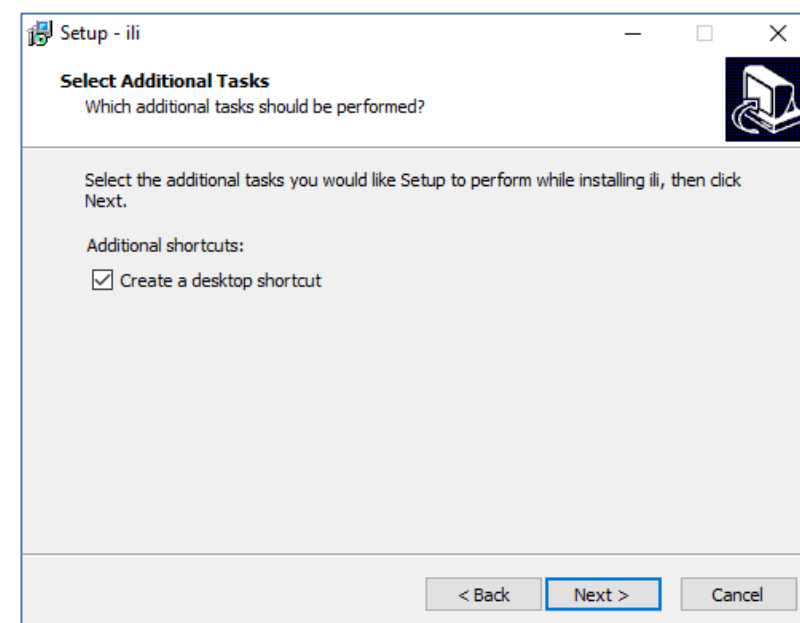 Setup - ili
Select Additional Tasks
Which additional tasks should be performed?
Select the additional tasks you would like Setup to perform while installing ili, then click
Next.
Additional shortcuts:
Create a desktop shortcut
< Back
Next >
Cancel